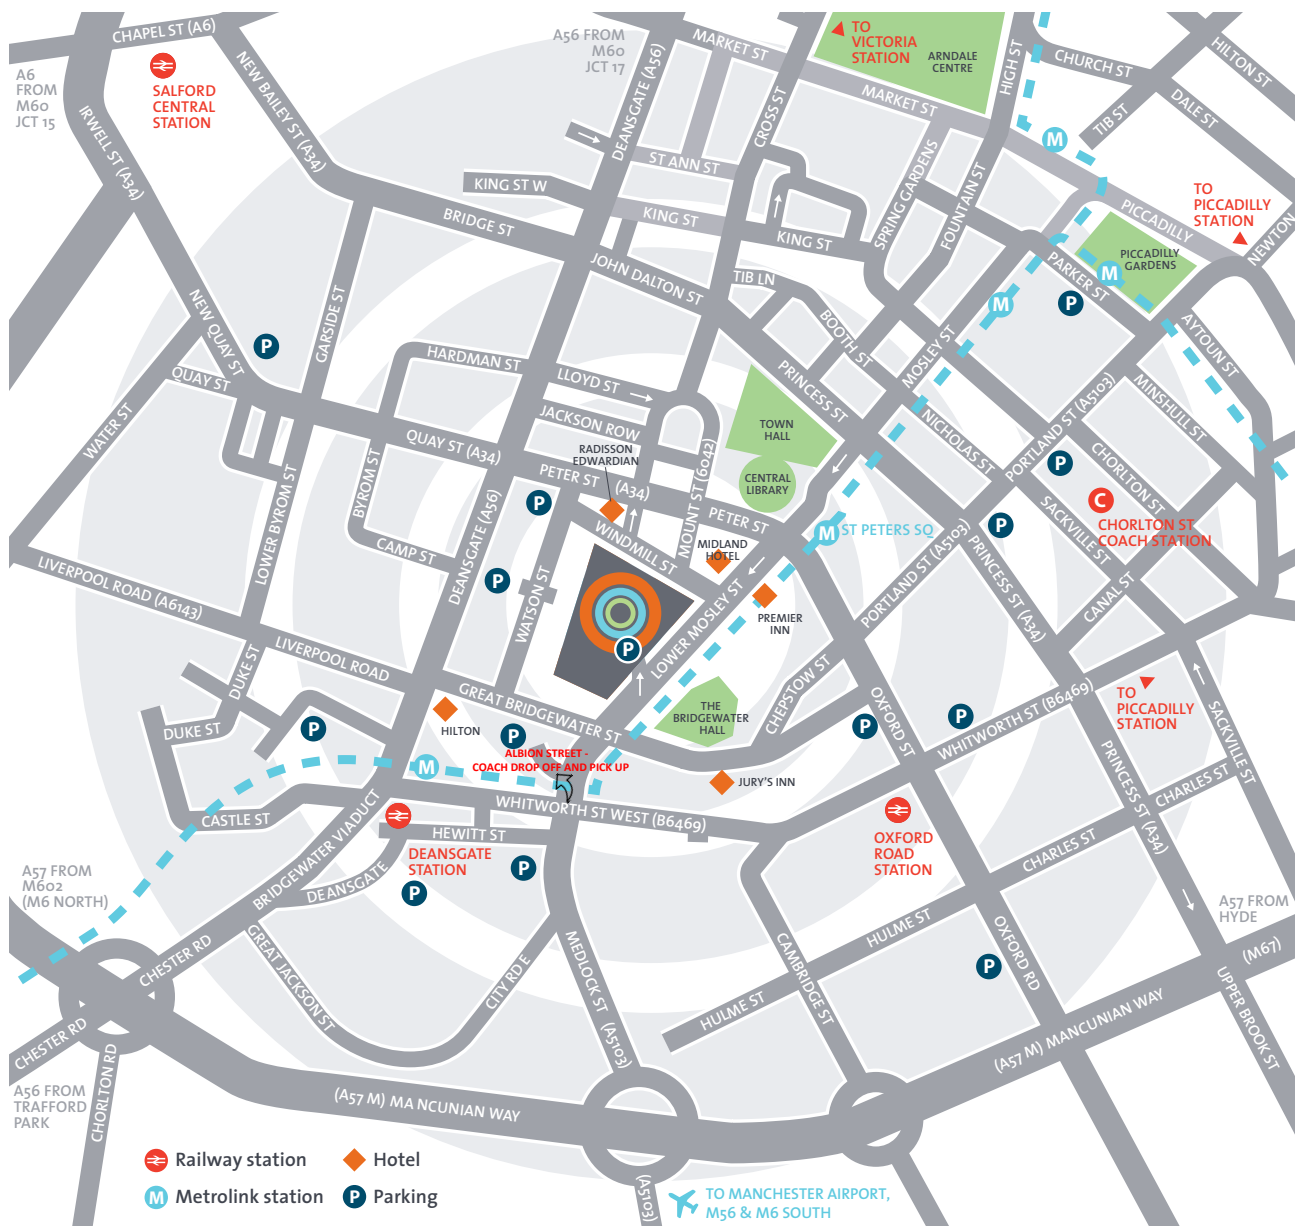 CHAPEL ST (A6)
A6
FROM
M60
JCT 15
SALFORD
CENTRAL
STATION
IRWELL ST (A34)
NEW BAILEY ST (A34)
A56 FROM
M60
JCT 17
DEANSGATE (A56)
MARKET ST
TO
VICTORIA
STATION
ARNDALE
CENTRE
HIGH ST
CHURCH ST
HILTON ST
DALE ST
TIB ST
MARKET ST
CROSS ST
ST ANN ST
KING ST W
KING ST
KING ST
SPRING GARDENS
FOUNTAIN ST
M
TO
PICCADILLY
STATION
PICCADILLY
NEWTON
PICCADILLY
GARDENS
M
PARKER ST
P
M
BRIDGE ST
JOHN DALTON ST
TIB LN
BOOTH ST
MOSLEY ST
AYTOUN ST
MINSHULL ST
NEW QUAY ST
GARSIDE ST
P
QUAY ST
WATER ST
HARDMAN ST
LLOYD ST
JACKSON ROW
RADISSON
EDWARDIAN
PRINCESS ST
TOWN
HALL
CENTRAL
LIBRARY
NICHOLAS ST
PORTLAND ST (A5103)
P
CHORLTON ST
C
CHORLTON ST
COACH STATION
SACKVILLE ST
P
QUAY ST (A34)
PETER ST
(A34)
PETER ST
MOUNT ST (6042)
BYROM ST
LOWER BYROM ST
CAMP ST
DEANSGATE (A56)
P
P
WATSON ST
WINDMILL ST
MIDLAND
HOTEL
M
ST PETERS SQ
PREMIER
INN
PORTLAND ST (A5103)
PRINCESS ST (A34)
CANAL ST
P
LOWER MOSLEY ST
LIVERPOOL ROAD (A6143)
LIVERPOOL ROAD
GREAT BRIDGEWATER ST
THE
BRIDGEWATER
HALL
CHEPSTOW ST
OXFORD ST
P
P
WHITWORTH ST (B6469)
TO
PICCADILLY
STATION
SACKVILLE ST
DUKE ST
DUKE ST
P
HILTON
P
ALBION STREET -
COACH DROP OFF AND PICK UP
M
JURY'S INN
WHITWORTH ST WEST (B6469)
CASTLE ST
BRIDGEWATER VIADUCT
HEWITT ST
DEANSGATE
STATION
P
P
DEANSGATE
OXFORD
ROAD
STATION
CHARLES ST
CHARLES ST
PRINCESS ST (A34)
A57 FROM
M602
(M6 NORTH)
CHESTER RD
GREAT JACKSON ST
CITY RD E
MEDLOCK ST
(A5103)
HULME ST
HULME ST
CAMBRIDGE ST
OXFORD RD
P
A57 FROM
HYDE
(M67)
UPPER BROOK ST
(A57 M) MANCUNIAN WAY
CHESTER RD
CHORLTON RD
A56 FROM
TRAFFORD
PARK
(A57 M) MA NCUNIAN WAY
(A5103)
Railway station
Hotel
M Metrolink station
P Parking
TO MANCHESTER AIRPORT,
M56 & M6 SOUTH